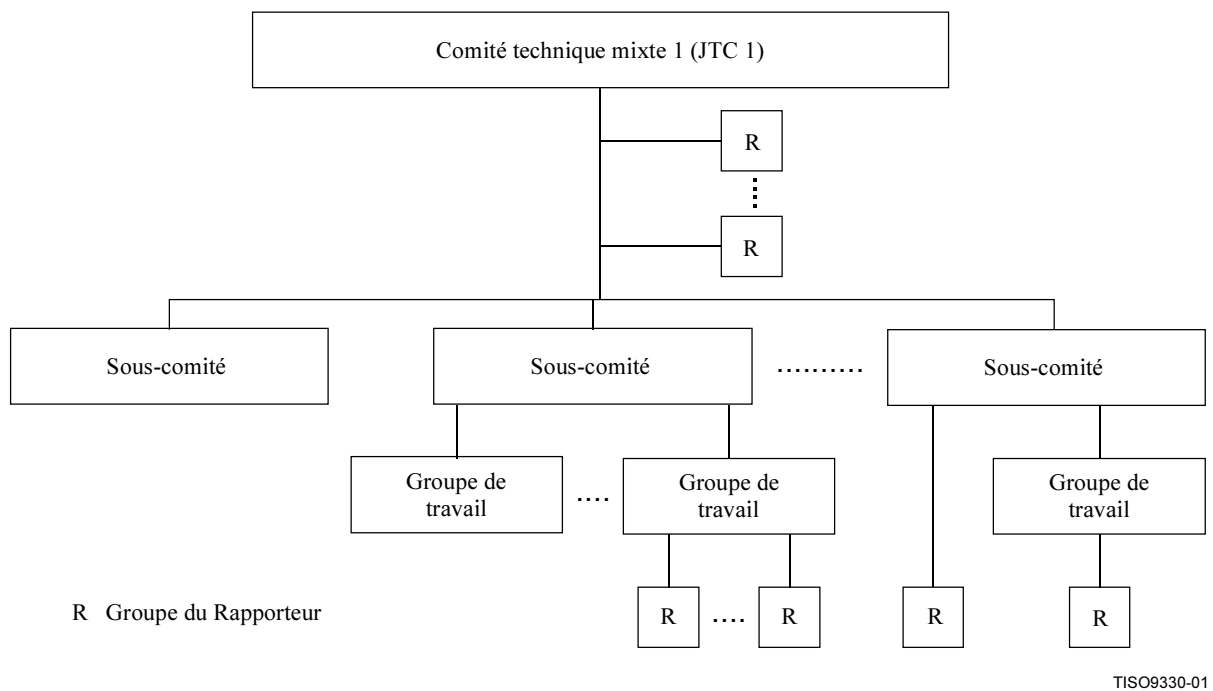 Comité technique mixte 1 (JTC 1)
R
R
Sous-comité
Sous-comité
..........
Sous-comité
Groupe de
travail
....
Groupe de
travail
Groupe de
travail
R Groupe du Rapporteur
R
....
R
R
R
TISO9330-01